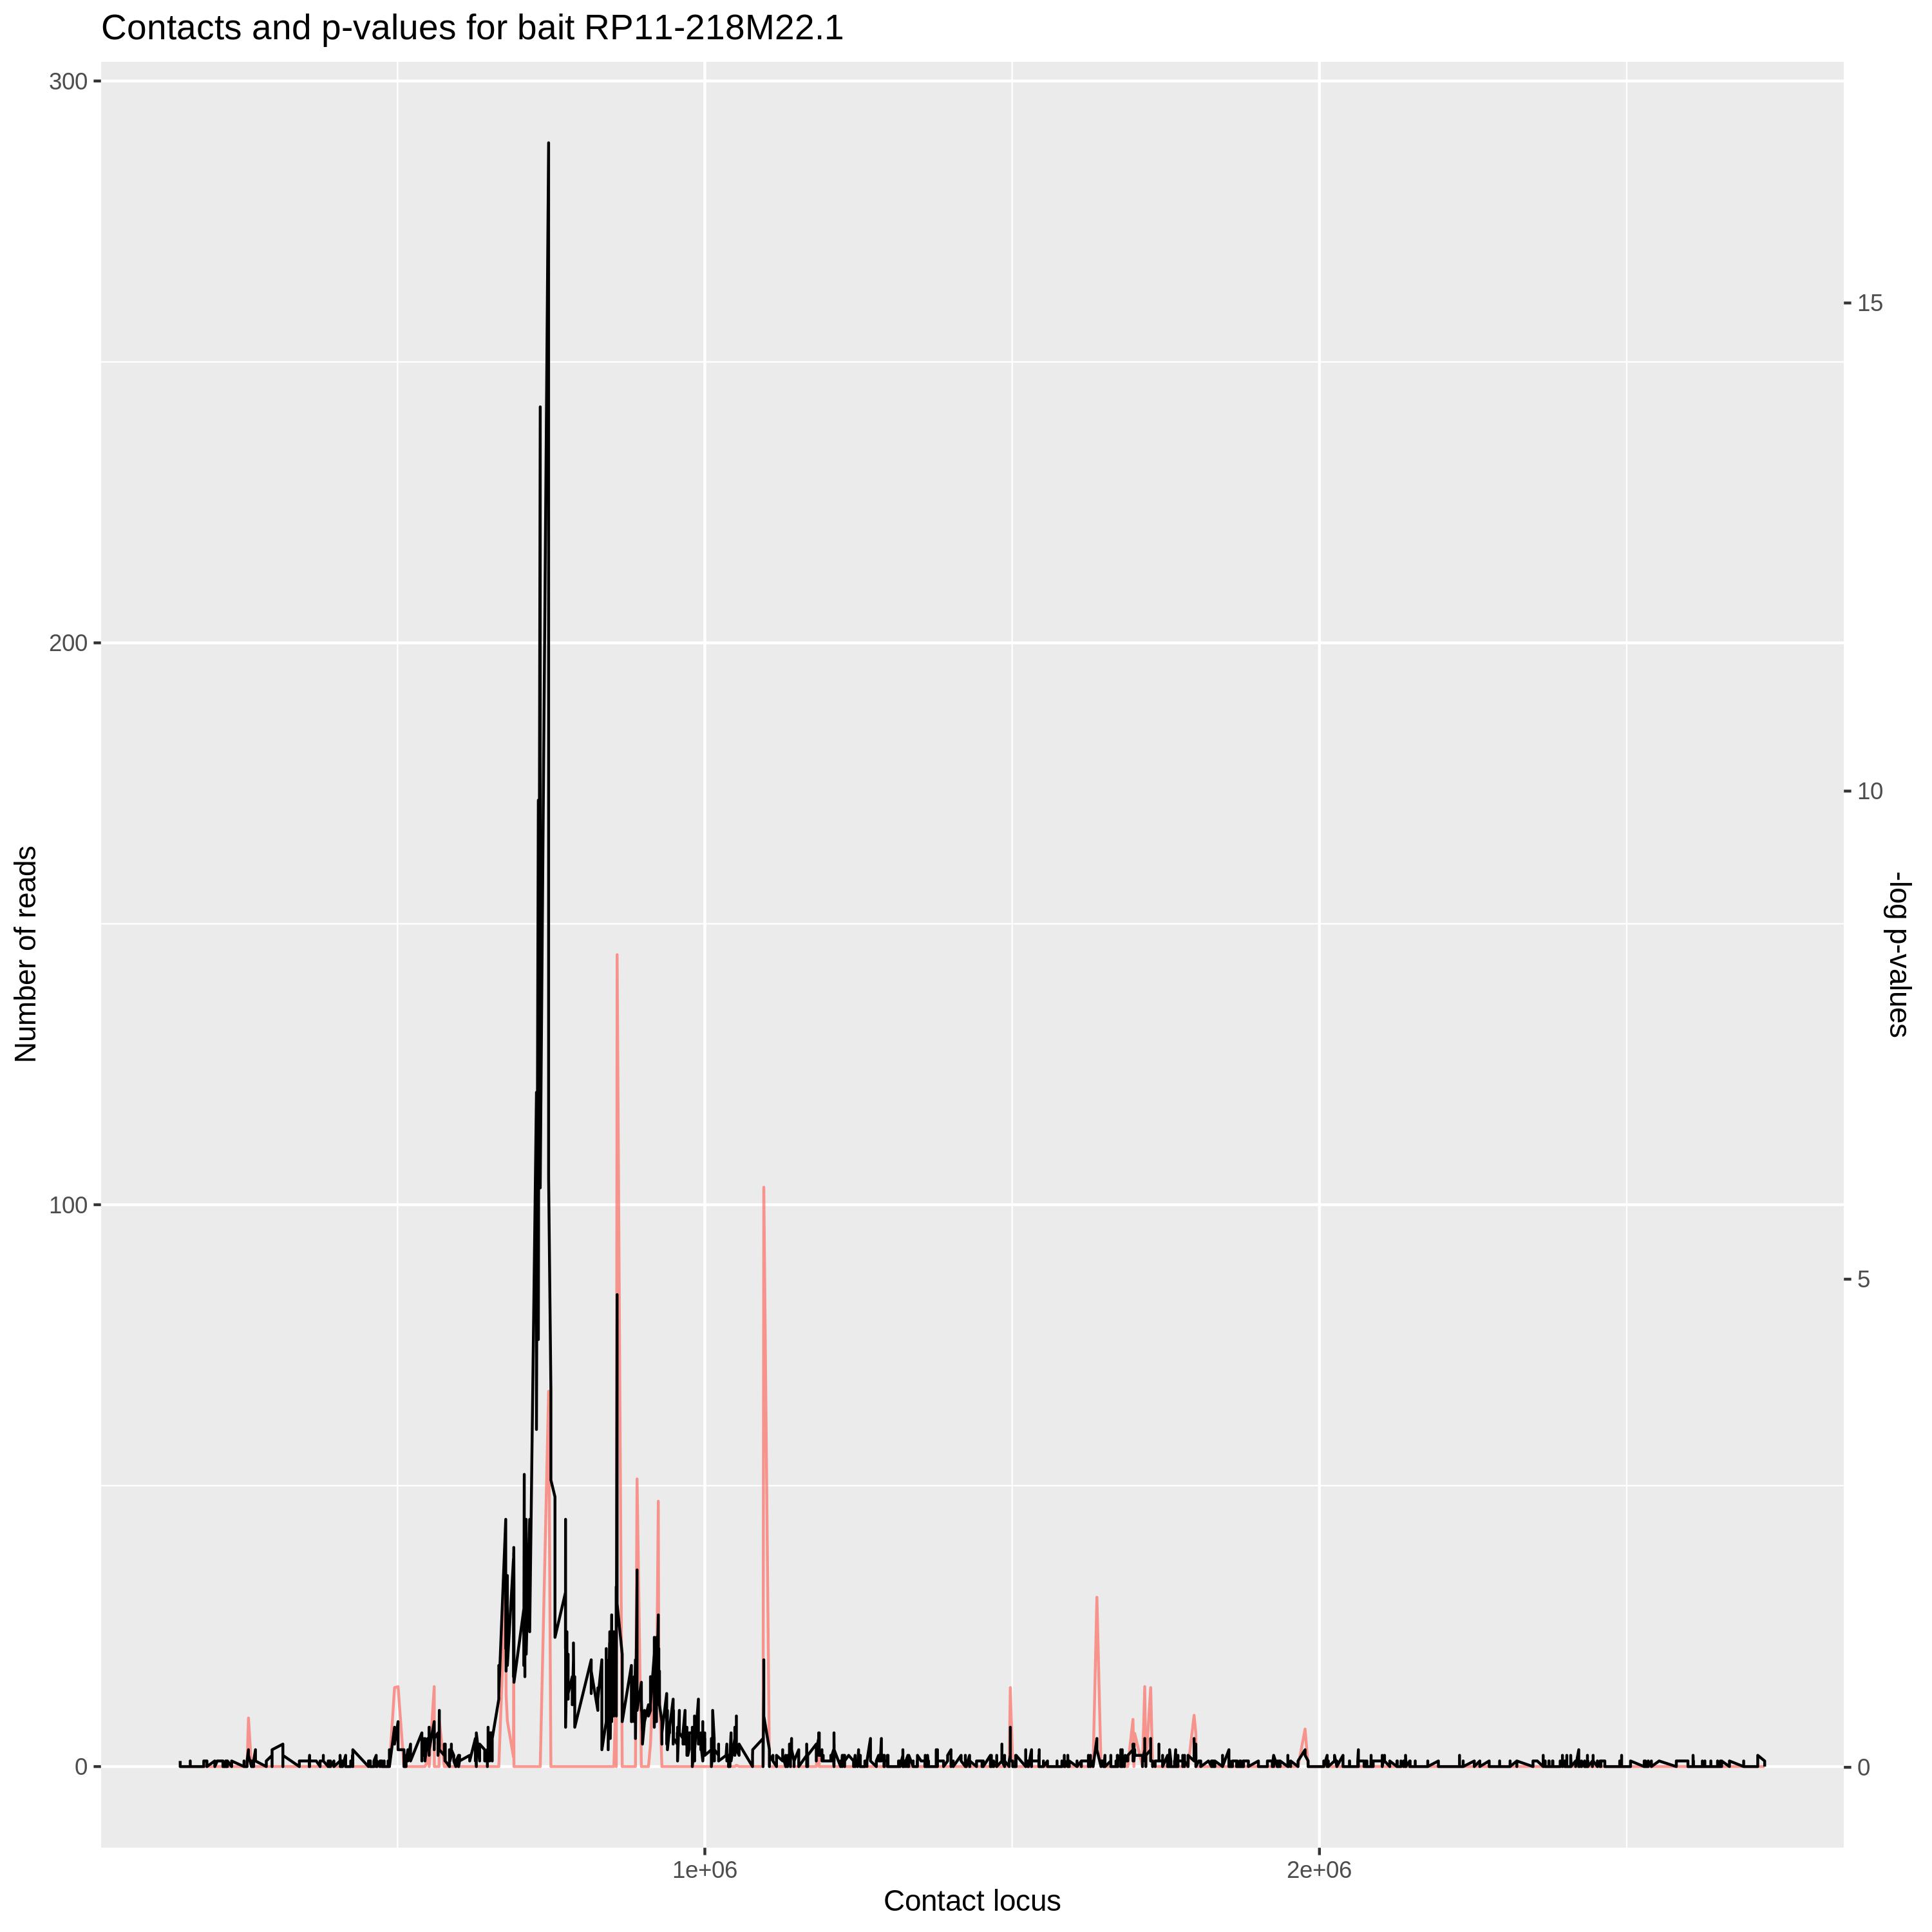 Contacts and p-values for bait RP11-218M22.1
300
200
100
0
Number of reads
15
10
5
0
-log p-values
1e+06
2e+06
Contact locus